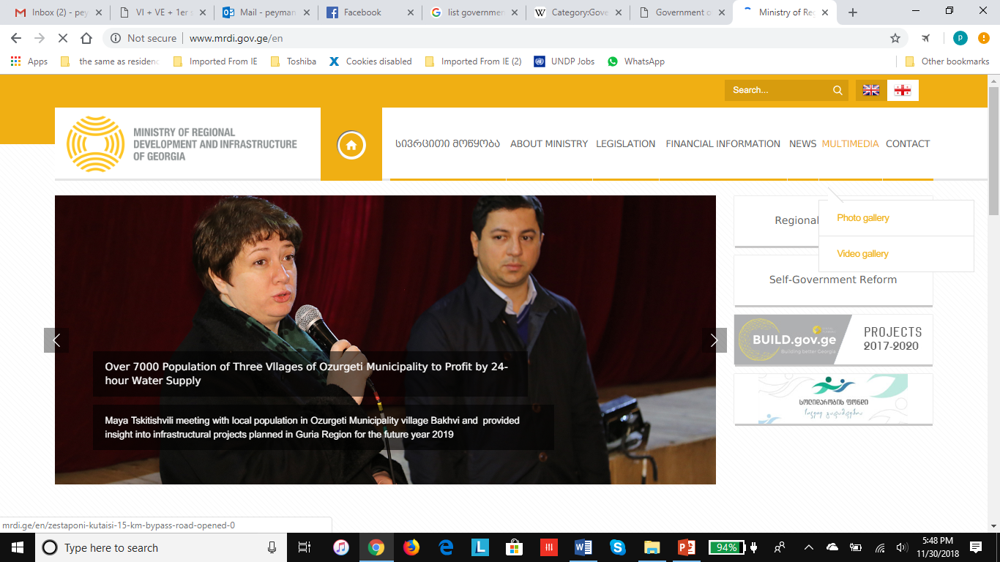 Inbox (2) - pey
VI + VE + 1er s
Mail - peyman
Facebook
list governmen
Category:Gove
Government o
Ministry of Reg
Not secure | www.mrdi.gov.ge/en
p
Apps
the same as residenc
Imported From IE
Toshiba
Cookies disabled
Imported From IE (2)
UNDP Jobs
WhatsApp
Other bookmarks
Search...
MINISTRY OF REGIONAL
DEVELOPMENT AND INFRASTRUCTURE
OF GEORGIA
სივრცითი მოწყობა
ABOUT MINISTRY
LEGISLATION
FINANCIAL INFORMATION
NEWS
MULTIMEDIA
CONTACT
Photo gallery
Video gallery
Regional
Self-Government Reform
BUILD.gov.ge
Building better Georgia
PROJECTS
2017-2020
სოლიდარობის ფონდი
Over 7000 Population of Three VIlages of Ozurgeti Municipality to Profit by 24-
hour Water Supply
Maya Tskitishvili meeting with local population in Ozurgeti Municipality village Bakhvi and provided
insight into infrastructural projects planned in Guria Region for the future year 2019
mrdi.ge/en/zestaponi-kutaisi-15-km-bypass-road-opened-0
Type here to search
94%
5:48 PM
11/30/2018